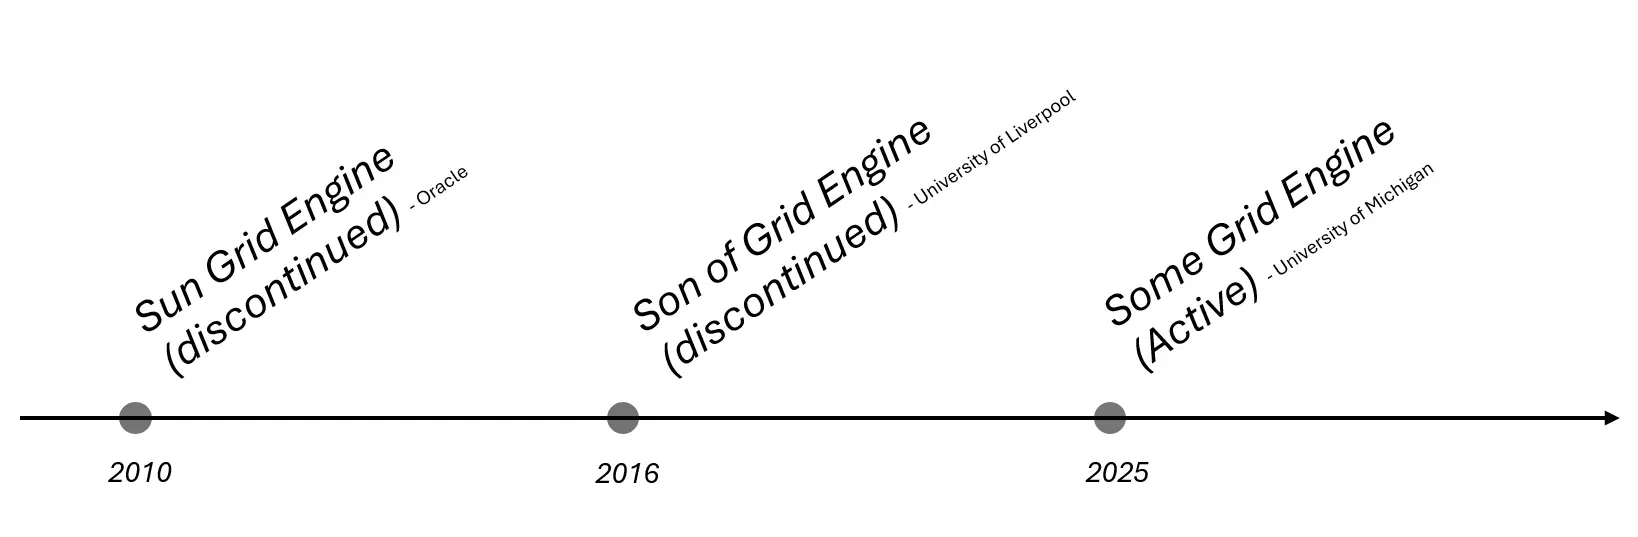 Sun Grid Engine
(discontinued) - Oracle
Son of Grid Engine
(discontinued) - University of Liverpool
Some Grid Engine
(Active) - University of Michigan
2010
2016
2025